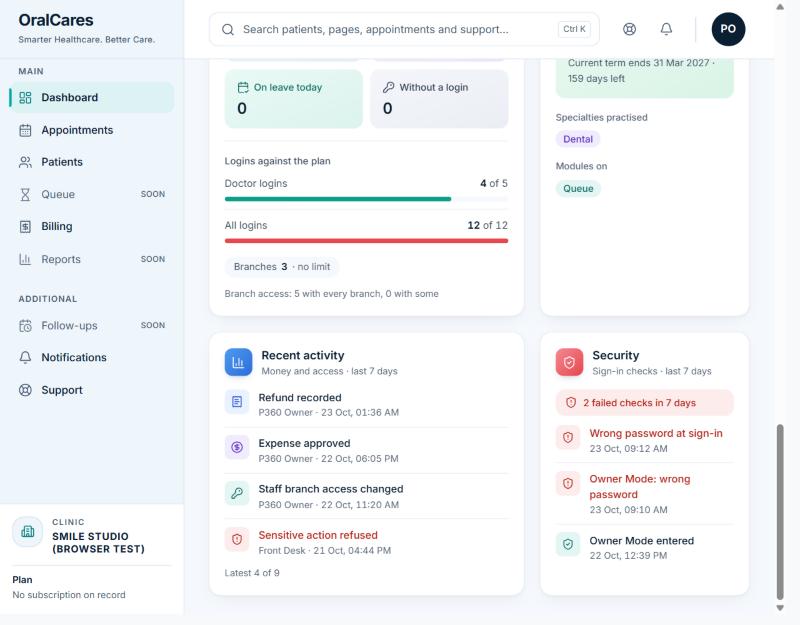 OralCares
Smarter Healthcare. Better Care.
Search patients, pages, appointments and support...
Ctrl K
PO
MAIN
Dashboard
Appointments
Patients
Queue SOON
Billing
Reports SOON
ADDITIONAL
Follow-ups SOON
Notifications
Support
CLINIC
SMILE STUDIO
(BROWSER TEST)
Plan
No subscription on record
On leave today
0
Without a login
0
Logins against the plan
Doctor logins 4 of 5
All logins 12 of 12
Branches 3 · no limit
Branch access: 5 with every branch, 0 with some
Current term ends 31 Mar 2027 ·
159 days left
Specialties practised
Dental
Modules on
Queue
Recent activity
Money and access · last 7 days
Refund recorded
P360 Owner · 23 Oct, 01:36 AM
Expense approved
P360 Owner · 22 Oct, 06:05 PM
Staff branch access changed
P360 Owner · 22 Oct, 11:20 AM
Sensitive action refused
Front Desk · 21 Oct, 04:44 PM
Latest 4 of 9
Security
Sign-in checks · last 7 days
2 failed checks in 7 days
Wrong password at sign-in
23 Oct, 09:12 AM
Owner Mode: wrong
password
23 Oct, 09:10 AM
Owner Mode entered
22 Oct, 12:39 PM